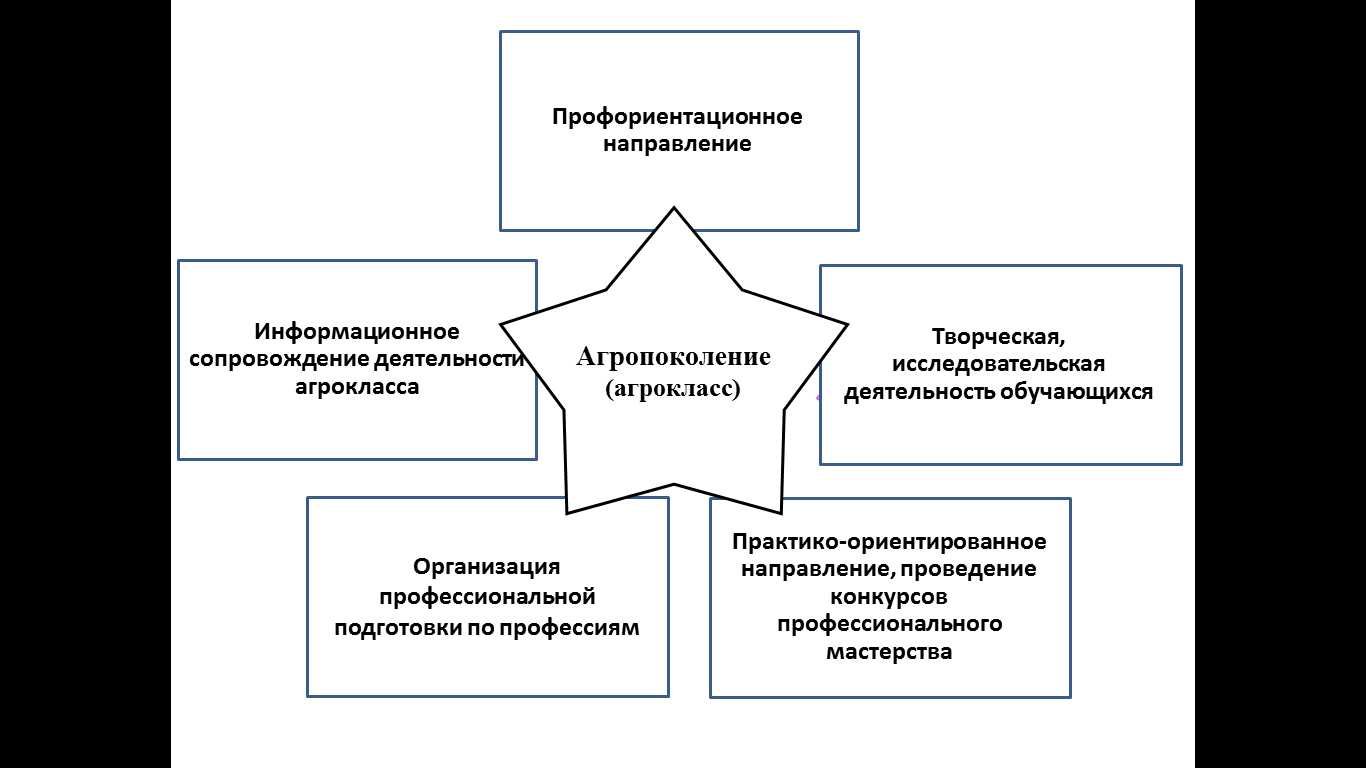 Профориентационное
направление
Информационное
сопровождение деятельности
агрокласса
Агропоколение
(агрокласс)
Творческая,
исследовательская
деятельность обучающихся
Организация
профессиональной
подготовки по профессиям
Практико-ориентированное
направление, проведение
конкурсов
профессионального
мастерства